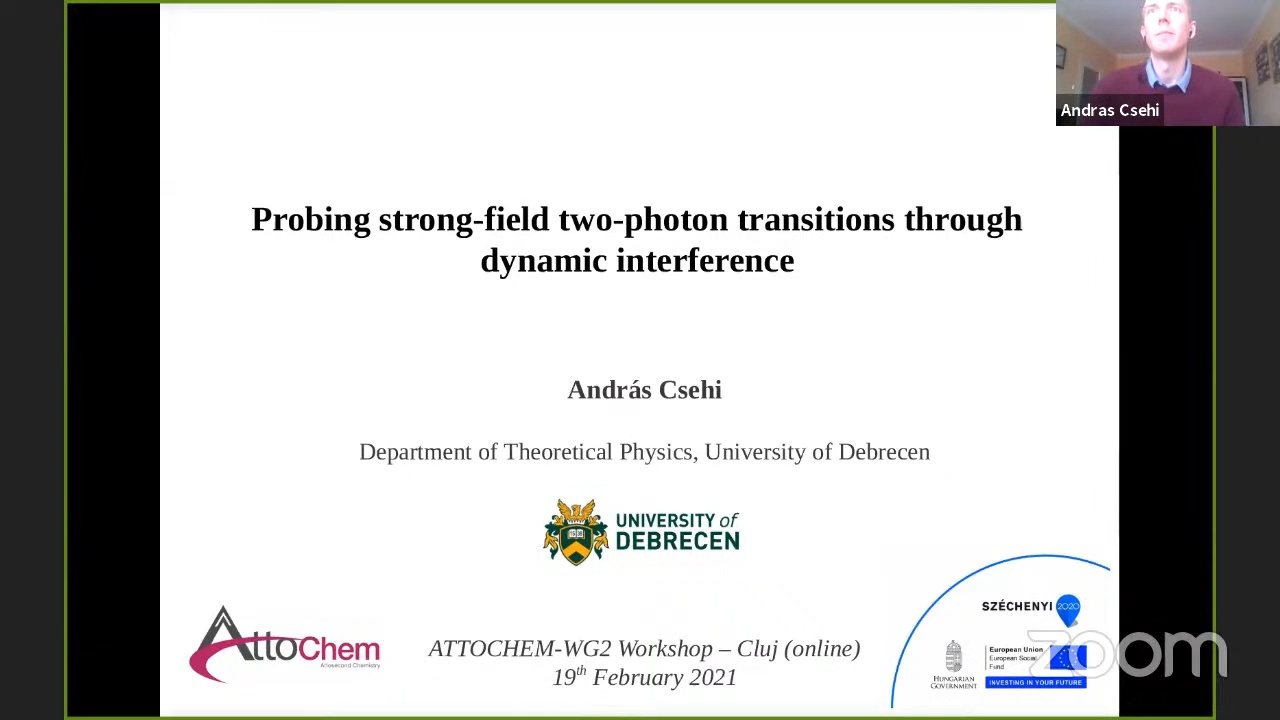 Andras Csehi
Probing strong-field two-photon transitions through
dynamic interference
András Csehi
Department of Theoretical Physics, University of Debrecen
UNIVERSITY of
DEBRECEN
AttoChem
Attosecond Chemistry
ATTOCHEM-WG2 Workshop – Cluj (online)
19th February 2021
SZÉCHENYI 2020
HUNGARIAN
GOVERNMENT
European Union
European Social
Fund
INVESTING IN YOUR FUTURE
zoom